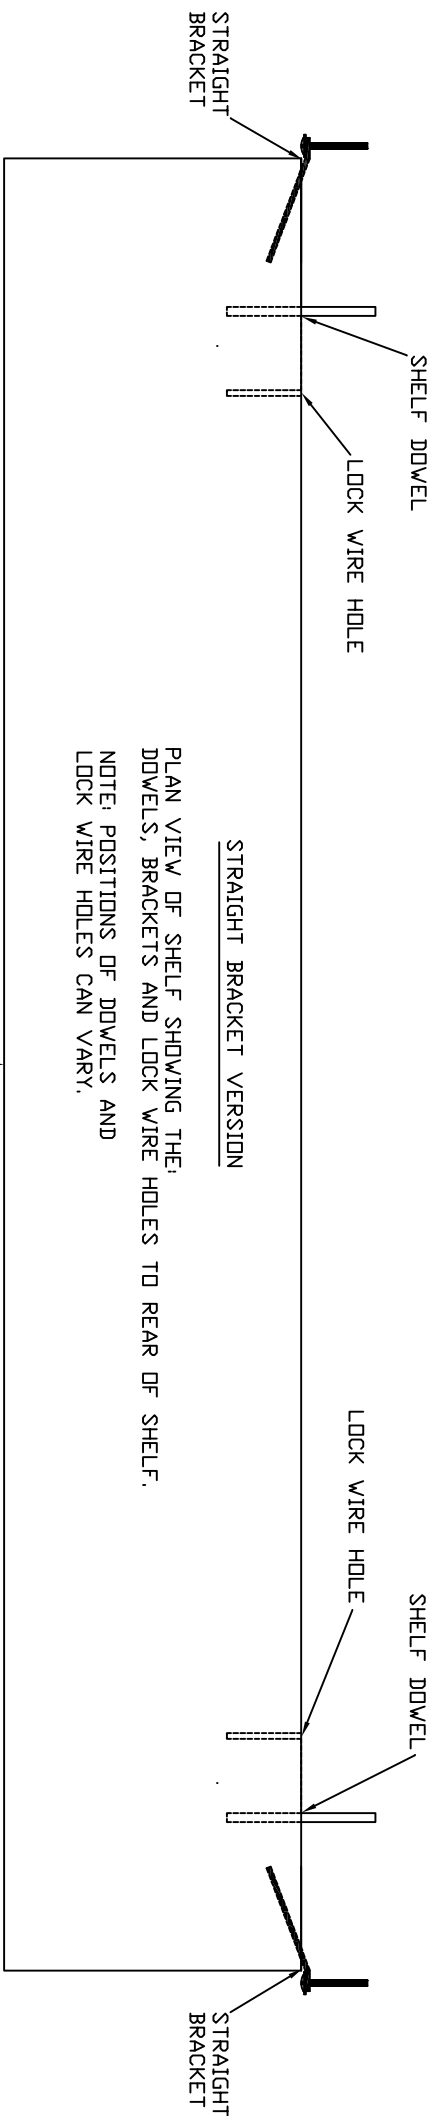 SHELF DOWEL
SHELF DOWEL
LOCK WIRE HOLE
LOCK WIRE HOLE
STRAIGHT
BRACKET
STRAIGHT
BRACKET
STRAIGHT BRACKET VERSION
PLAN VIEW OF SHELF SHOWING THE:
DOWELS, BRACKETS AND LOCK WIRE HOLES TO REAR OF SHELF.
NOTE: POSITIONS OF DOWELS AND
LOCK WIRE HOLES CAN VARY.